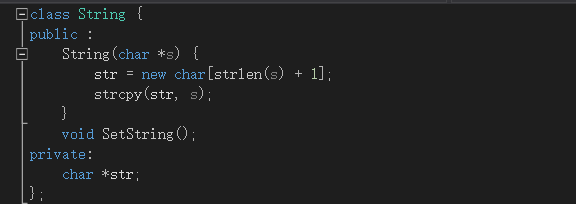 class String {
public :
    String(char *s) {
        str = new char[strlen(s) + 1];
        strcpy(str, s);
    }
    void SetString();
private:
    char *str;
};